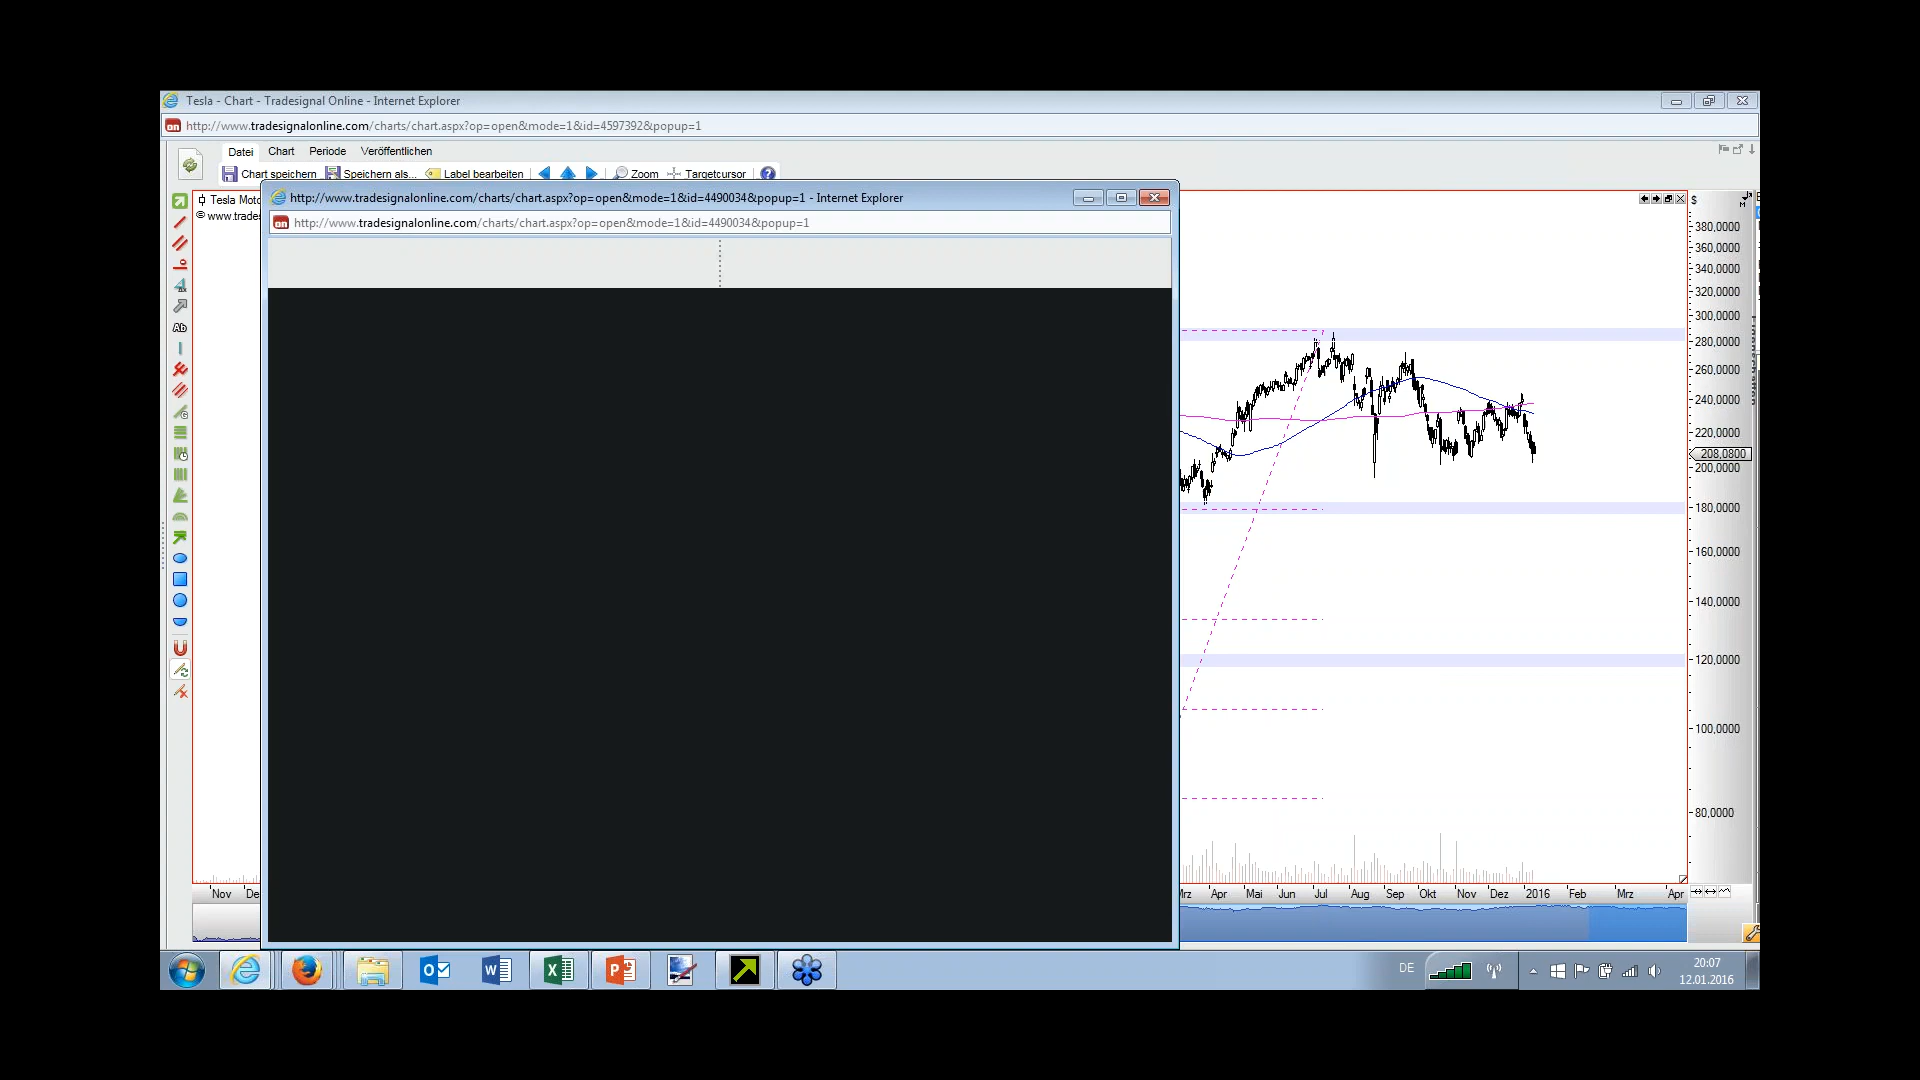 Tesla - Chart - Tradesignal Online - Internet Explorer
http://www.tradesignalonline.com/charts/chart.aspx?op=open&mode=1&id=4597392&popup=1
Datei Chart Periode Veröffentlichen
Chart speichern Speichern als... Label bearbeiten Zoom Targetcursor ?
Tesla Moto
© www.trades
http://www.tradesignalonline.com/charts/chart.aspx?op=open&mode=1&id=4490034&popup=1 - Internet Explorer
on http://www.tradesignalonline.com/charts/chart.aspx?op=open&mode=1&id=4490034&popup=1
Ab
$
380,0000
360,0000
340,0000
320,0000
300,0000
280,0000
260,0000
240,0000
220,0000
208,0800
200,0000
180,0000
160,0000
140,0000
120,0000
100,0000
80,0000
Nov De Mrz Apr Mai Jun Jul Aug Sep Okt Nov Dez 2016 Feb Mrz Apr
DE
20:07
12.01.2016